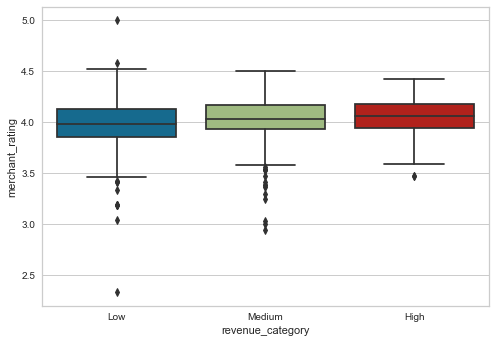 5.0
4.5
4.0
3.5
3.0
2.5
merchant_rating
Low
Medium
High
revenue_category